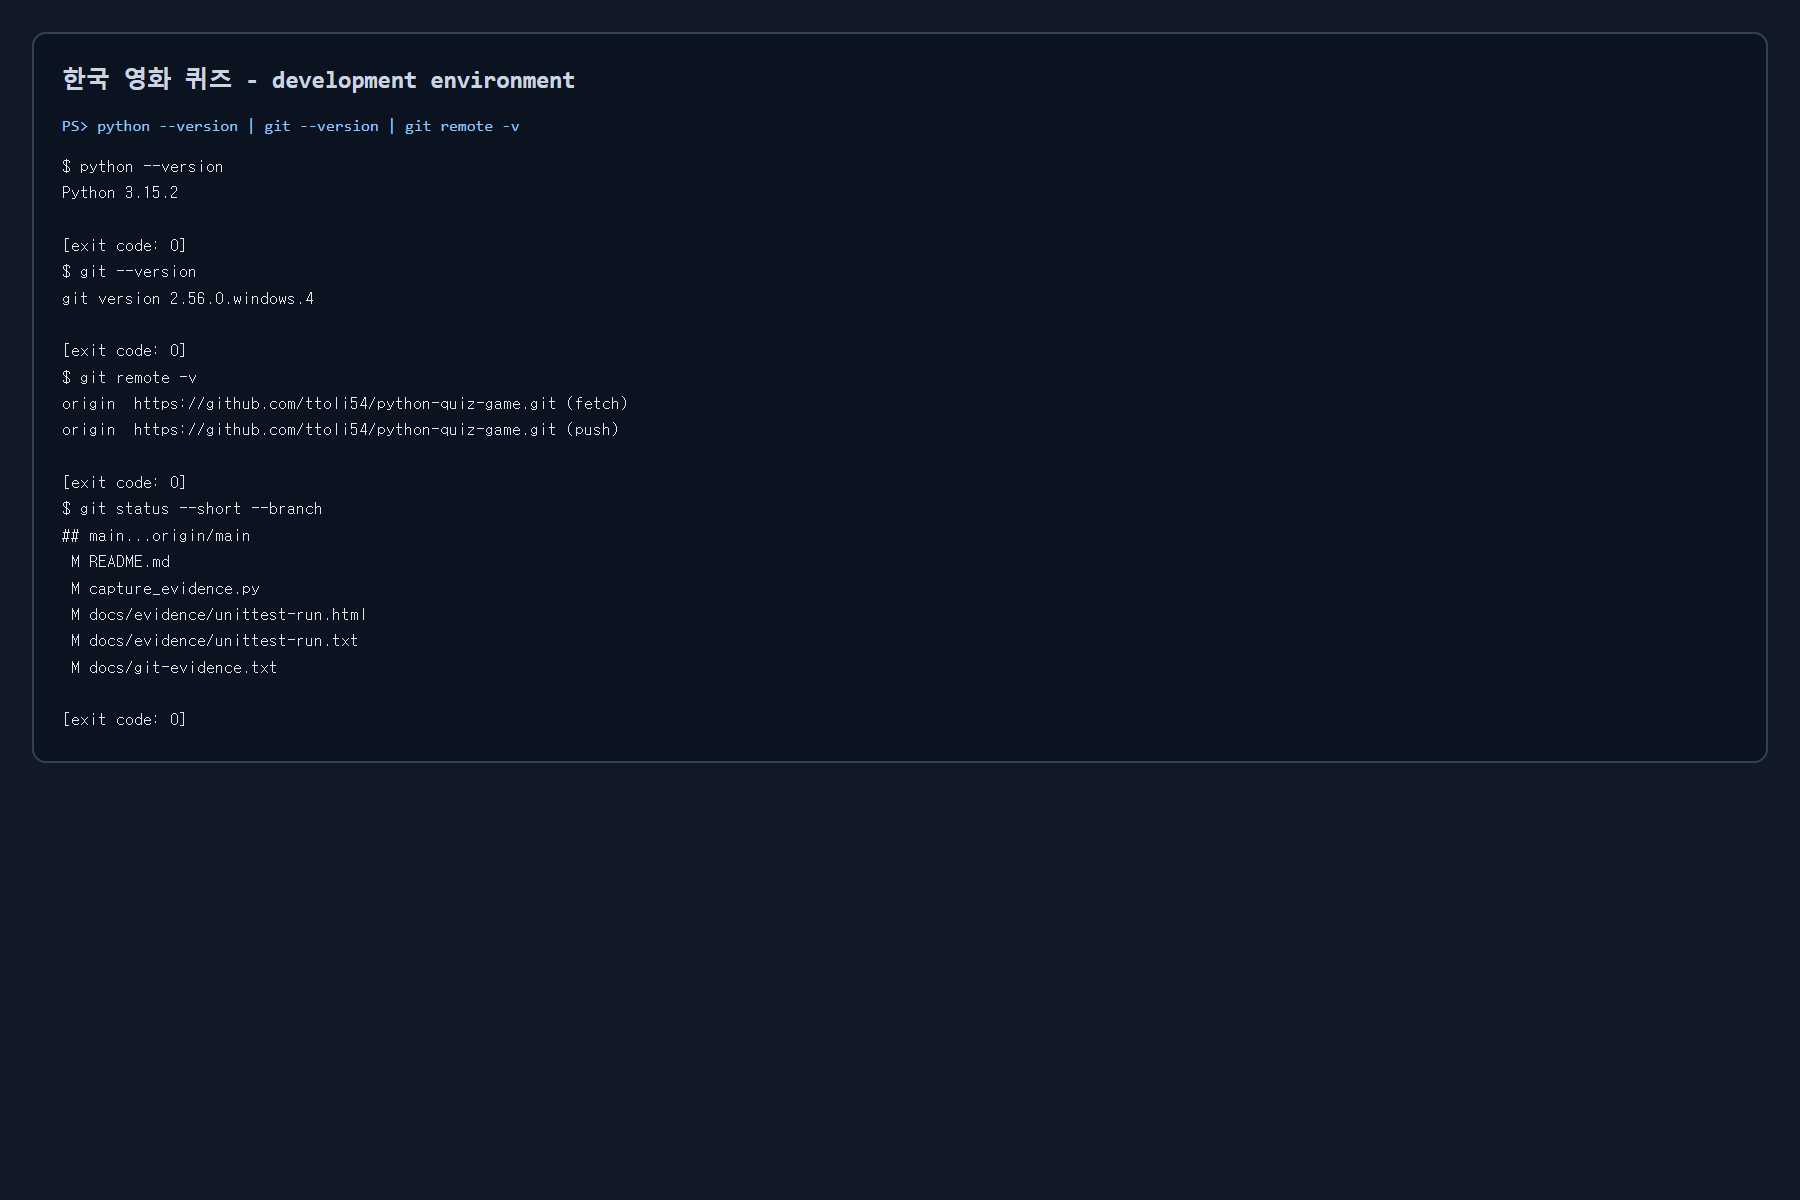 한국 영화 퀴즈 - development environment
PS> python --version | git --version | git remote -v
$ python --version
Python 3.15.2
[exit code: 0]
$ git --version
git version 2.56.0.windows.4
[exit code: 0]
$ git remote -v
origin  https://github.com/ttoli54/python-quiz-game.git (fetch)
origin  https://github.com/ttoli54/python-quiz-game.git (push)
[exit code: 0]
$ git status --short --branch
## main...origin/main
 M README.md
 M capture_evidence.py
 M docs/evidence/unittest-run.html
 M docs/evidence/unittest-run.txt
 M docs/git-evidence.txt
[exit code: 0]